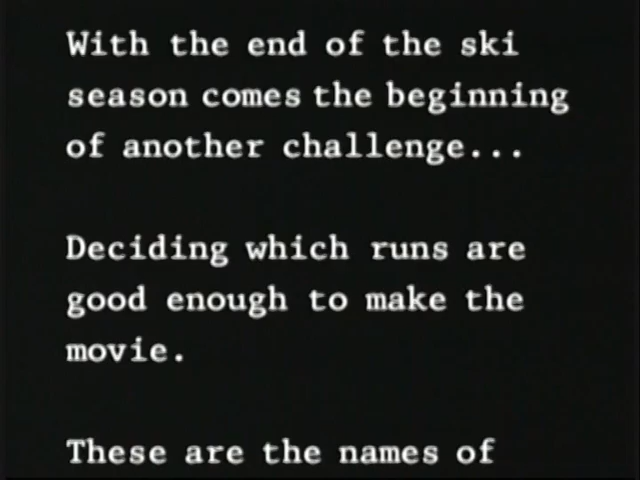 With the end of the ski
season comes the beginning
of another challenge...
Deciding which runs are
good enough to make the
movie.
These are the names of